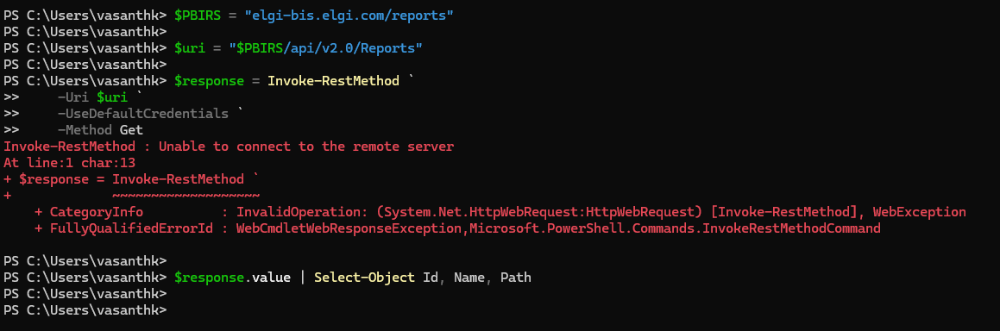 PS C:\Users\vasanthk> $PBIRS = "elgi-bis.elgi.com/reports"
PS C:\Users\vasanthk>
PS C:\Users\vasanthk> $uri = "$PBIRS/api/v2.0/Reports"
PS C:\Users\vasanthk>
PS C:\Users\vasanthk> $response = Invoke-RestMethod `
>>     -Uri $uri `
>>     -UseDefaultCredentials `
>>     -Method Get
Invoke-RestMethod : Unable to connect to the remote server
At line:1 char:13
+ $response = Invoke-RestMethod `
+             ~~~~~~~~~~~~~~~~~~~
    + CategoryInfo          : InvalidOperation: (System.Net.HttpWebRequest:HttpWebRequest) [Invoke-RestMethod], WebException
    + FullyQualifiedErrorId : WebCmdletWebResponseException,Microsoft.PowerShell.Commands.InvokeRestMethodCommand

PS C:\Users\vasanthk>
PS C:\Users\vasanthk> $response.value | Select-Object Id, Name, Path
PS C:\Users\vasanthk>
PS C:\Users\vasanthk>